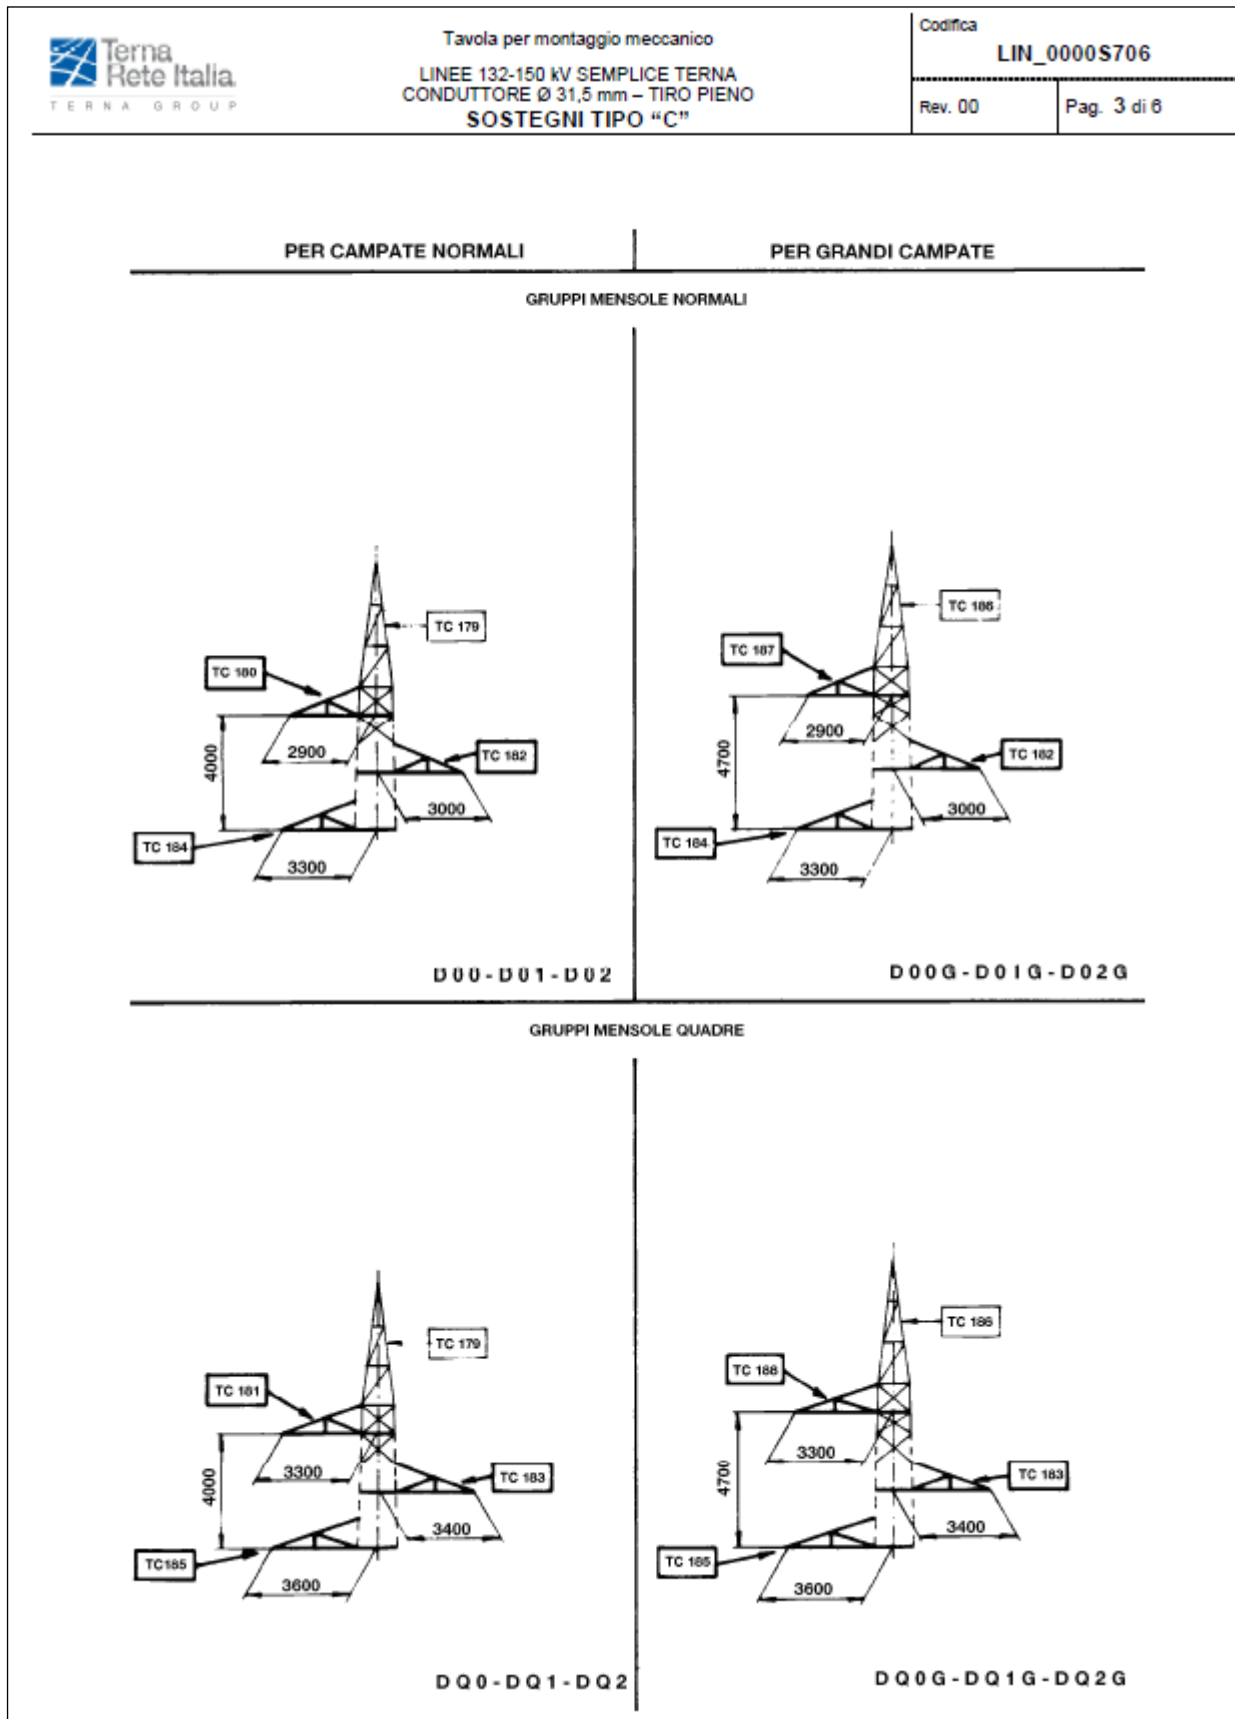 Terna
Rete Italia
TERNA GROUP
Tavola per montaggio meccanico
LINEE 132-150 kV SEMPLICE TERNA
CONDUTTORE Ø 31,5 mm – TIRO PIENO
SOSTEGNI TIPO “C”
Codifica
LIN_0000S706
Rev. 00
Pag. 3 di 6
PER CAMPATE NORMALI
PER GRANDI CAMPATE
GRUPPI MENSOLE NORMALI
TC 179
TC 180
2900
4000
TC 182
3000
TC 184
3300
D00-D01-D02
TC 186
TC 187
2900
4700
TC 182
3000
TC 184
3300
D00G-D01G-D02G
GRUPPI MENSOLE QUADRE
TC 179
TC 181
3300
4000
TC 183
3400
TC185
3600
DQ0-DQ1-DQ2
TC 186
TC 188
3300
4700
TC 183
3400
TC 185
3600
DQ0G-DQ1G-DQ2G